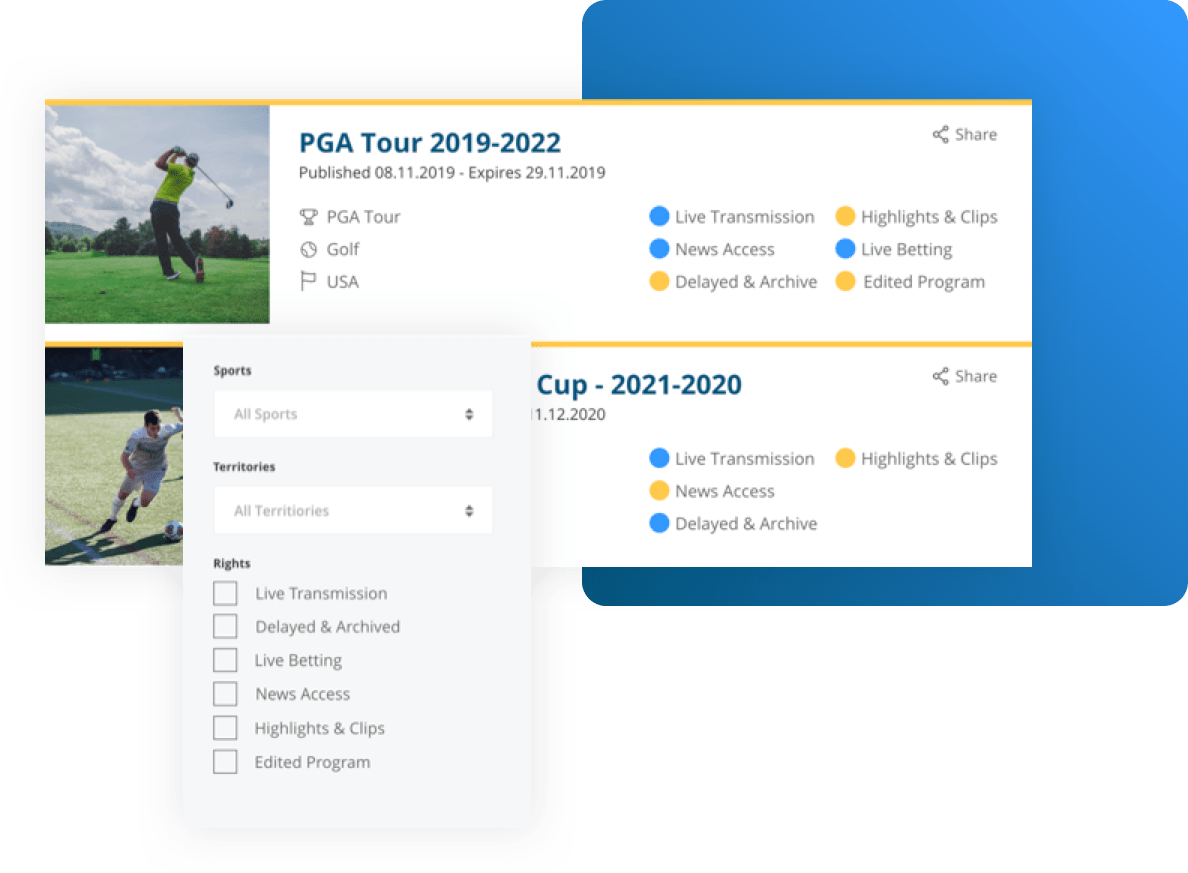 PGA Tour 2019-2022
Share
Published 08.11.2019 - Expires 29.11.2019
PGA Tour
Live Transmission
Highlights & Clips
Golf
News Access
Live Betting
USA
Delayed & Archive
Edited Program
Cup - 2021-2020
Share
11.12.2020
Live Transmission
Highlights & Clips
News Access
Delayed & Archive
Sports
All Sports
Territories
All Territiories
Rights
Live Transmission
Delayed & Archived
Live Betting
News Access
Highlights & Clips
Edited Program